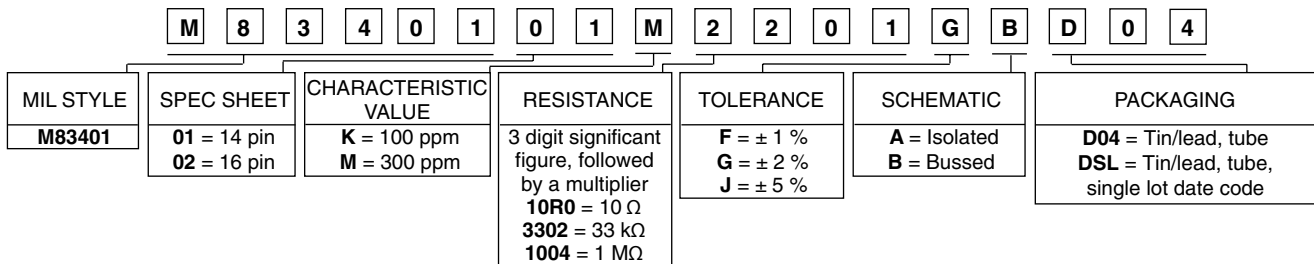 M 8 3 4 0 1 0 1 M 2 2 0 1 G B D 0 4
MIL STYLE
M83401
SPEC SHEET
01 = 14 pin
02 = 16 pin
CHARACTERISTIC
VALUE
K = 100 ppm
M = 300 ppm
RESISTANCE
3 digit significant
figure, followed
by a multiplier
10R0 = 10 Ω
3302 = 33 kΩ
1004 = 1 MΩ
TOLERANCE
F = ± 1 %
G = ± 2 %
J = ± 5 %
SCHEMATIC
A = Isolated
B = Bussed
PACKAGING
D04 = Tin/lead, tube
DSL = Tin/lead, tube,
single lot date code